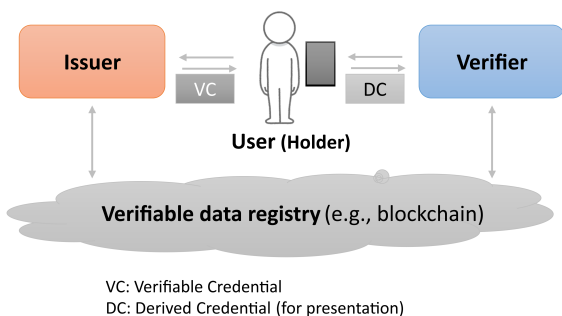 Issuer
VC
DC
Verifier
User (Holder)
Verifiable data registry (e.g., blockchain)
VC: Verifiable Credential
DC: Derived Credential (for presentation)